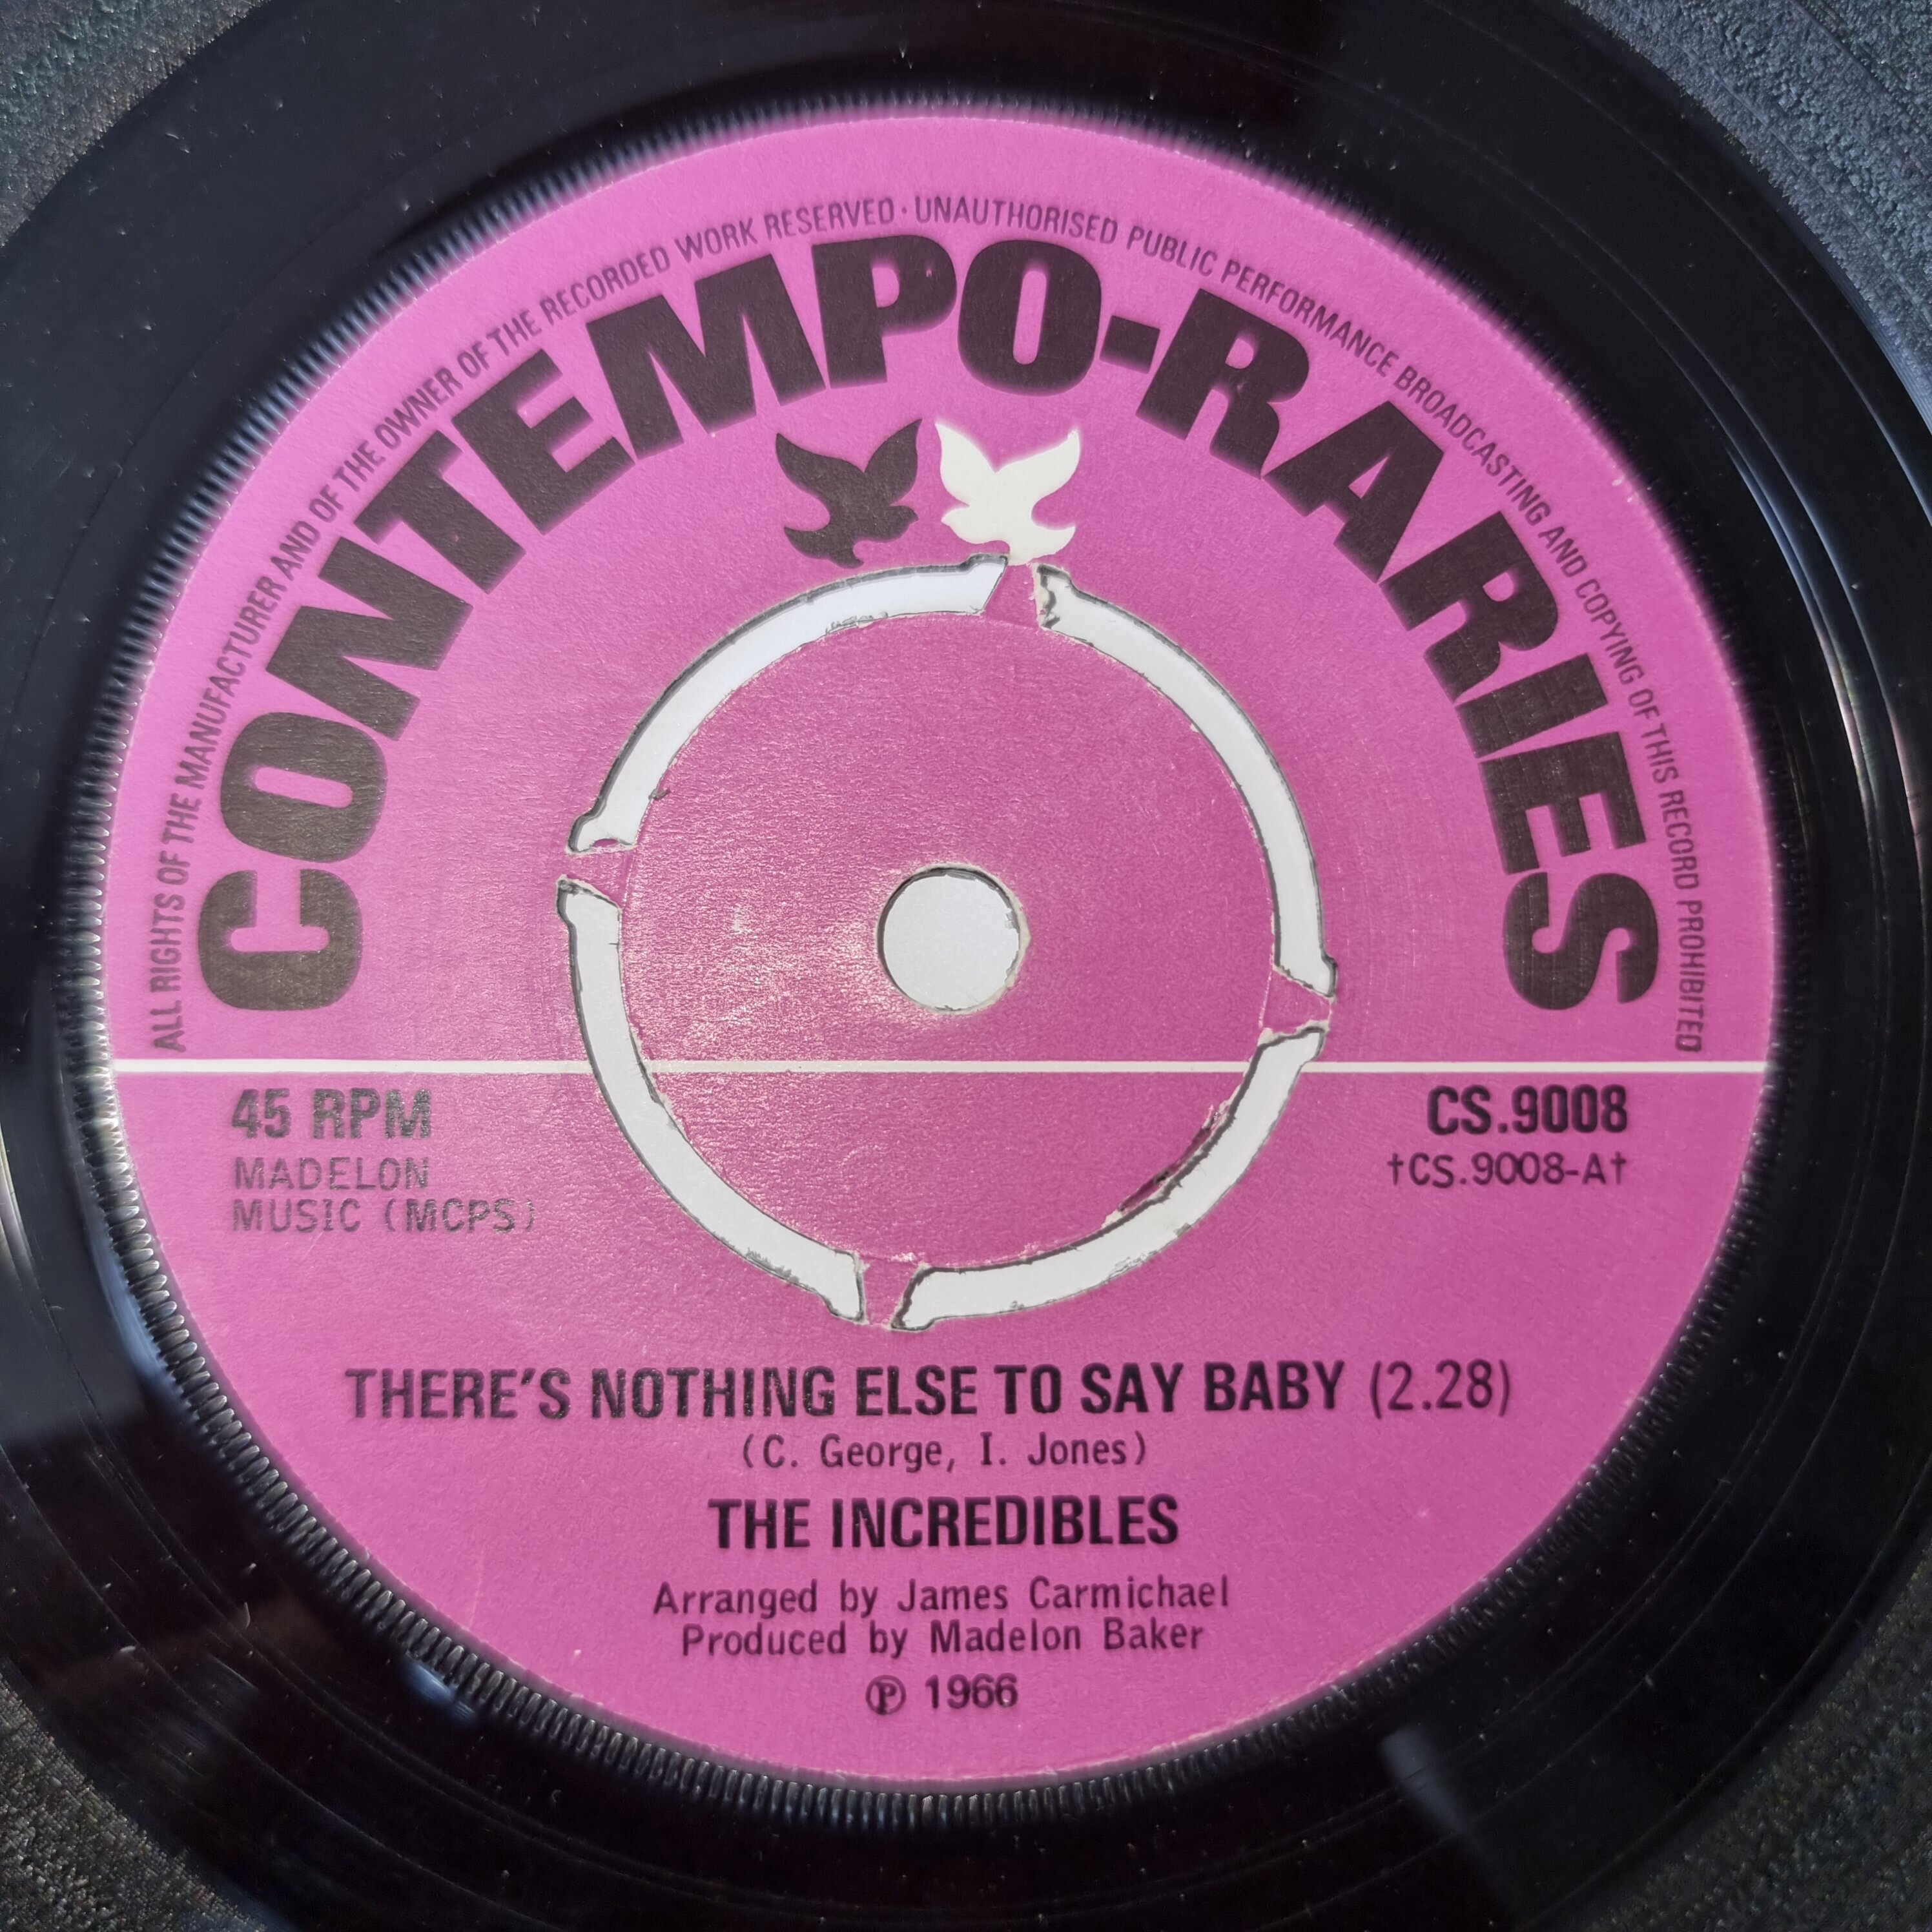 ALL RIGHTS OF THE MANUFACTURER AND OF THE OWNER OF THE RECORDED WORK RESERVED · UNAUTHORISED PUBLIC PERFORMANCE BROADCASTING AND COPYING OF THIS RECORD PROHIBITED
CONTEMPO-RARIES
45 RPM
MADELON
MUSIC (MCPS)
CS.9008
†CS.9008-A†
THERE'S NOTHING ELSE TO SAY BABY (2.28)
(C. George, I. Jones)
THE INCREDIBLES
Arranged by James Carmichael
Produced by Madelon Baker
℗ 1966